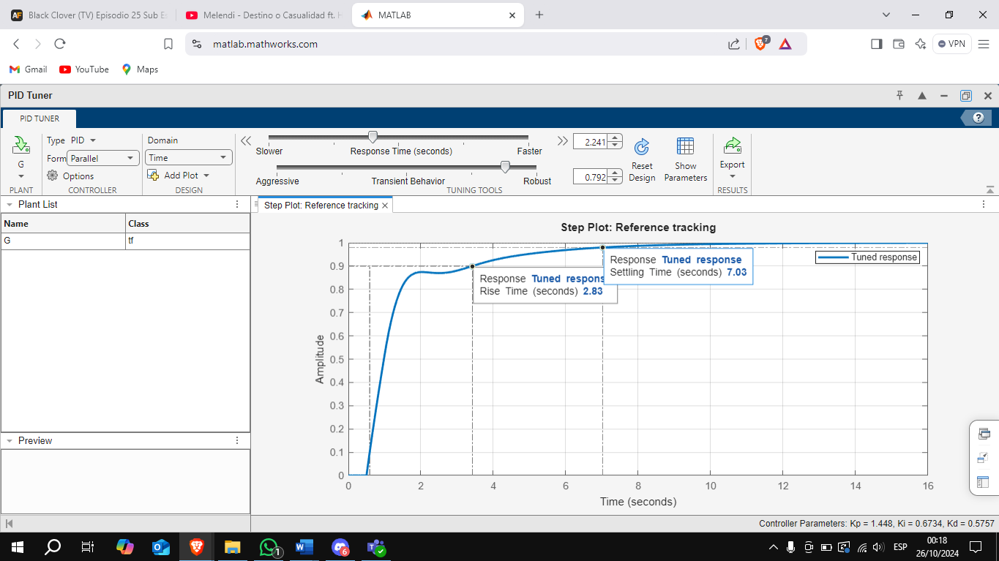 Black Clover (TV) Episodio 25 Sub Es
Melendi - Destino o Casualidad ft. H
MATLAB
matlab.mathworks.com
7
VPN
Gmail
YouTube
Maps
PID Tuner
PID TUNER
?
G
PLANT
Type PID
Form Parallel
Options
CONTROLLER
Domain
Time
Add Plot
DESIGN
Slower
Response Time (seconds)
Faster
2.241
Aggressive
Transient Behavior
Robust
0.792
TUNING TOOLS
Reset
Design
Show
Parameters
Export
RESULTS
Plant List
Name
Class
G
tf
Preview
Step Plot: Reference tracking
Step Plot: Reference tracking
Tuned response
Response Tuned respons
Rise Time (seconds) 2.83
Response Tuned response
Settling Time (seconds) 7.03
Amplitude
1
0.9
0.8
0.7
0.6
0.5
0.4
0.3
0.2
0.1
0
0 2 4 6 8 10 12 14 16
Time (seconds)
Controller Parameters: Kp = 1.448, Ki = 0.6734, Kd = 0.5757
1
6
ESP
00:18
26/10/2024